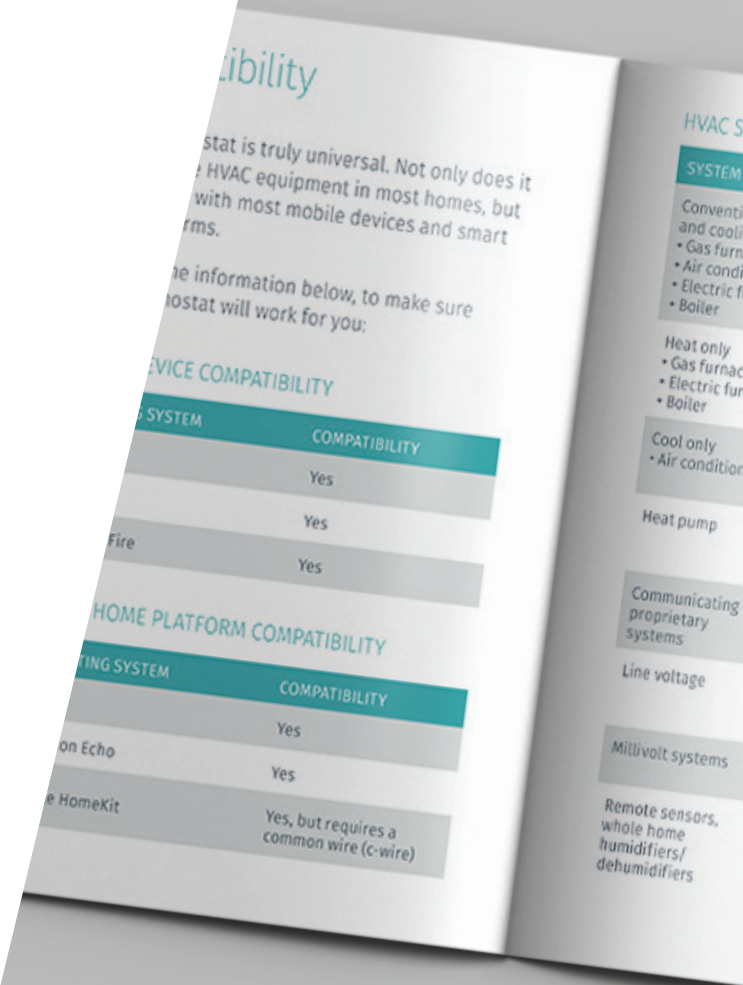 tibility
stat is truly universal. Not only does it
e HVAC equipment in most homes, but
with most mobile devices and smart
rms.
he information below, to make sure
nostat will work for you:
EVICE COMPATIBILITY
G SYSTEM COMPATIBILITY
Yes
Yes
Fire Yes
HOME PLATFORM COMPATIBILITY
TING SYSTEM COMPATIBILITY
Yes
on Echo Yes
e HomeKit Yes, but requires a
common wire (c-wire)
HVAC S
SYSTEM
Conventi
and cooli
• Gas furn
• Air condi
• Electric f
• Boiler
Heat only
• Gas furnac
• Electric fur
• Boiler
Cool only
• Air condition
Heat pump
Communicating
proprietary
systems
Line voltage
Millivolt systems
Remote sensors,
whole home
humidifiers/
dehumidifiers